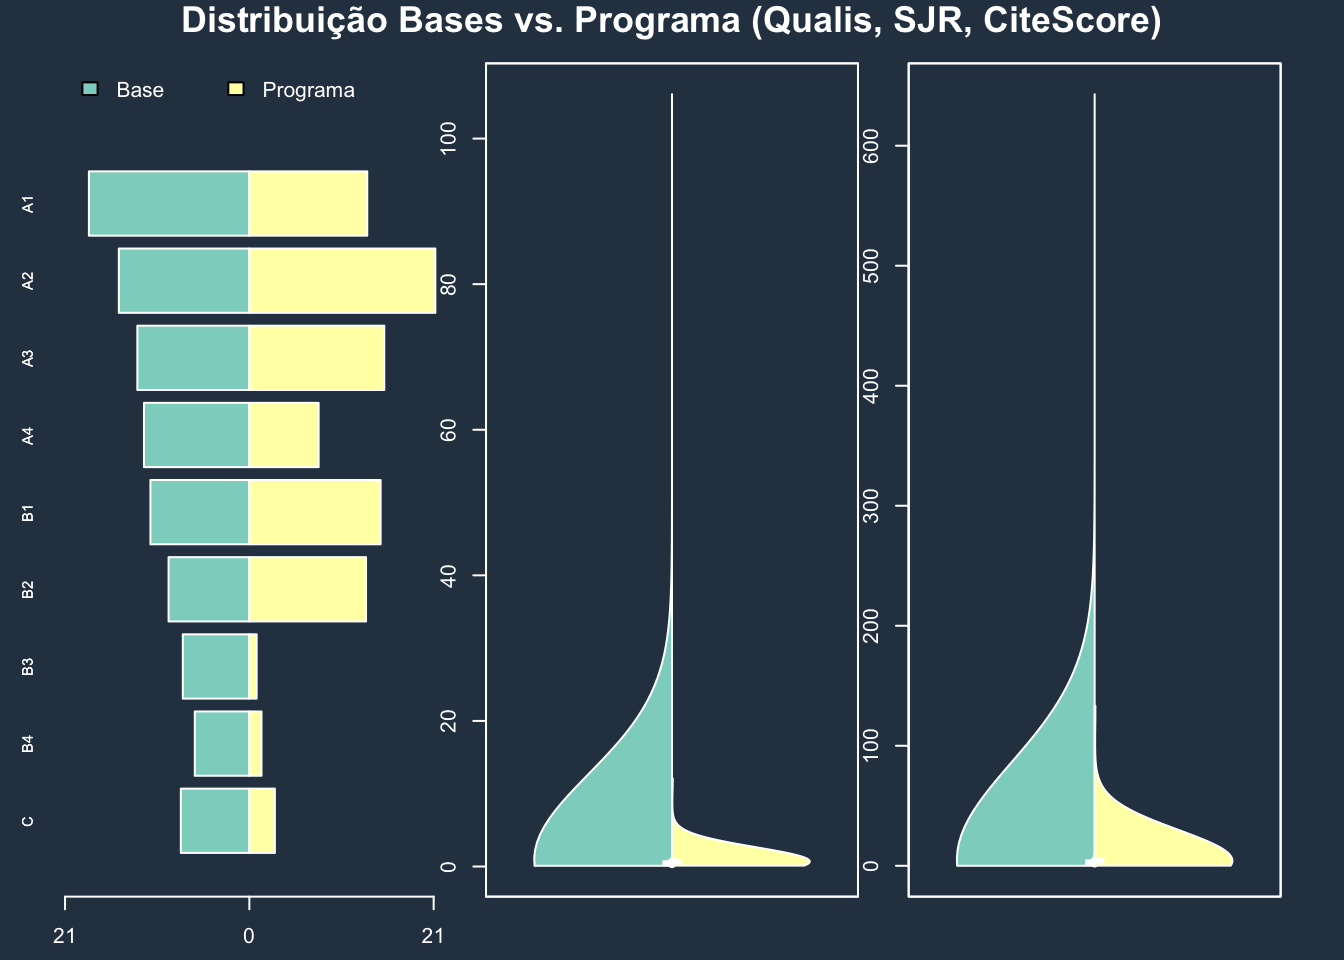 Distribuição Bases vs. Programa (Qualis, SJR, CiteScore)
Base
Programa
A1
A2
A3
A4
B1
B2
B3
B4
C
21
0
21
100
80
60
40
20
0
600
500
400
300
200
100
0